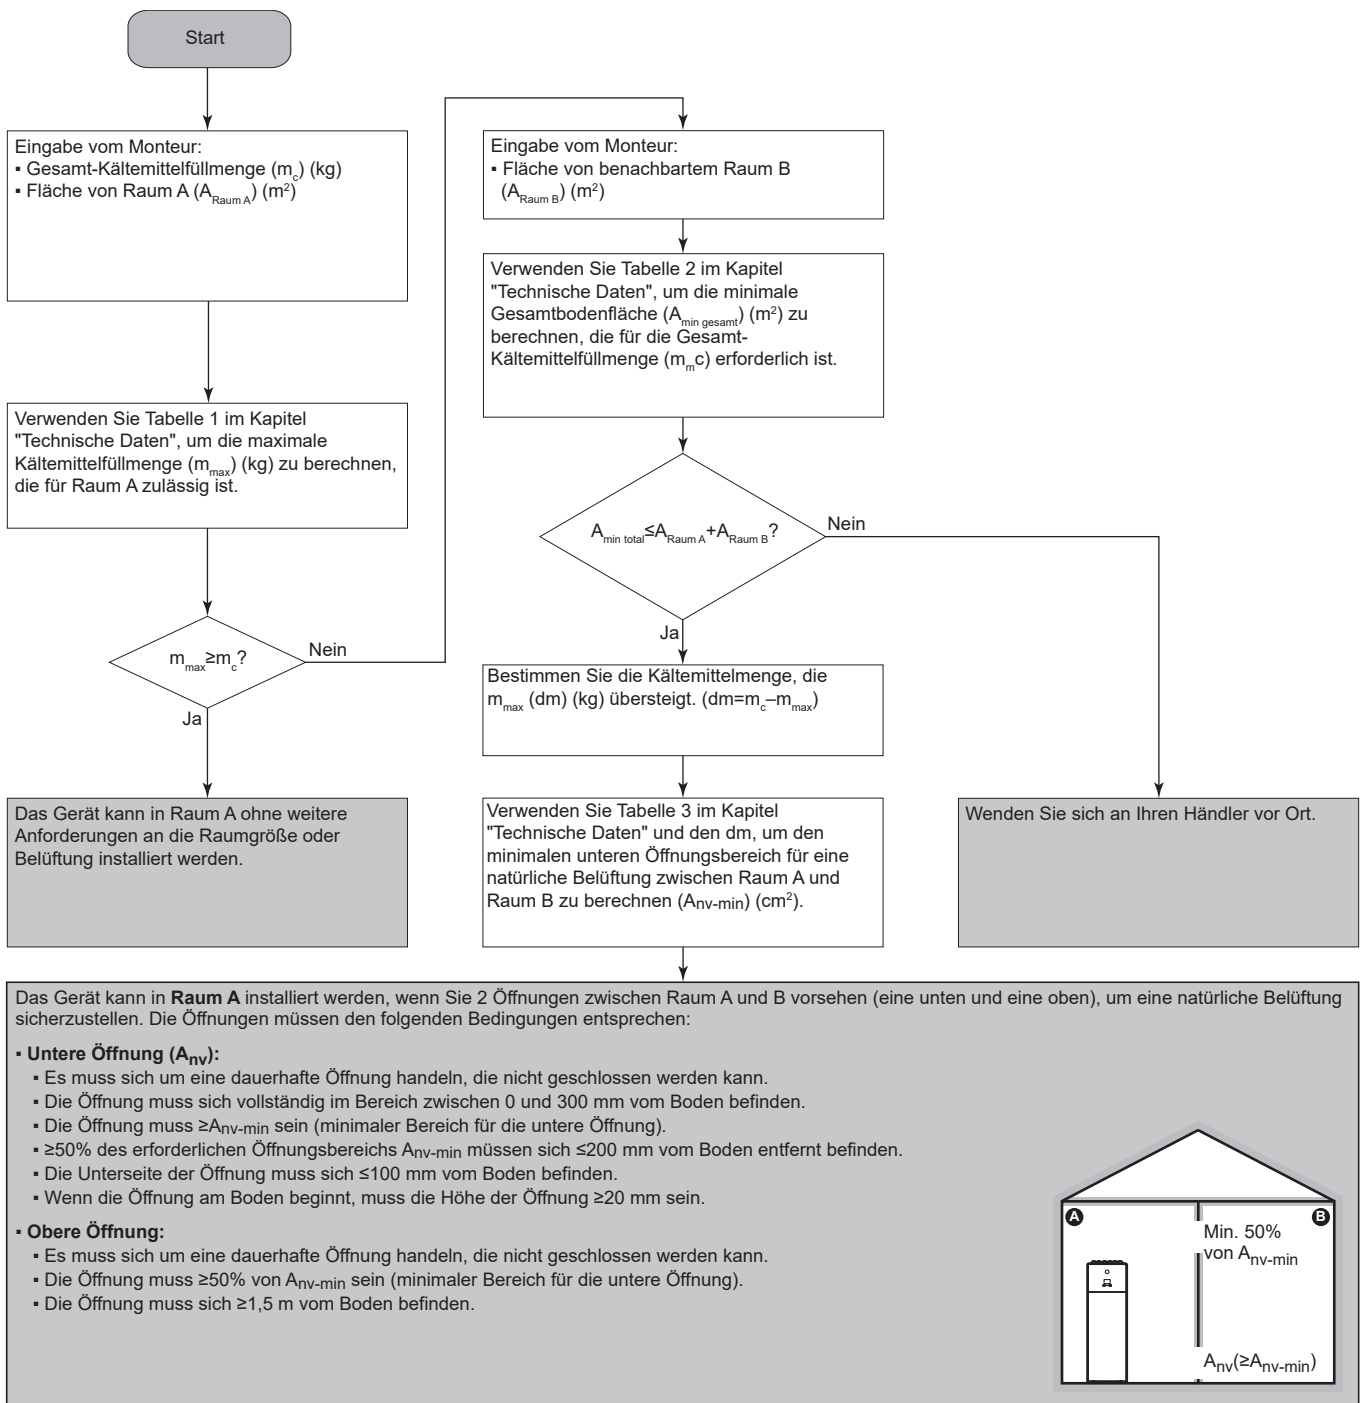 Start
Eingabe vom Monteur:
▪ Gesamt-Kältemittelfüllmenge (mc) (kg)
▪ Fläche von Raum A (ARaum A) (m²)
Verwenden Sie Tabelle 1 im Kapitel
"Technische Daten", um die maximale
Kältemittelfüllmenge (mmax) (kg) zu berechnen,
die für Raum A zulässig ist.
mmax≥mc?
Nein
Ja
Das Gerät kann in Raum A ohne weitere
Anforderungen an die Raumgröße oder
Belüftung installiert werden.
Eingabe vom Monteur:
▪ Fläche von benachbartem Raum B
(ARaum B) (m²)
Verwenden Sie Tabelle 2 im Kapitel
"Technische Daten", um die minimale
Gesamtbodenfläche (Amin gesamt) (m²) zu
berechnen, die für die Gesamt-
Kältemittelfüllmenge (mmc) erforderlich ist.
Amin total≤ARaum A+ARaum B?
Nein
Ja
Bestimmen Sie die Kältemittelmenge, die
mmax (dm) (kg) übersteigt. (dm=mc–mmax)
Verwenden Sie Tabelle 3 im Kapitel
"Technische Daten" und den dm, um den
minimalen unteren Öffnungsbereich für eine
natürliche Belüftung zwischen Raum A und
Raum B zu berechnen (Anv-min) (cm²).
Wenden Sie sich an Ihren Händler vor Ort.
Das Gerät kann in Raum A installiert werden, wenn Sie 2 Öffnungen zwischen Raum A und B vorsehen (eine unten und eine oben), um eine natürliche Belüftung
sicherzustellen. Die Öffnungen müssen den folgenden Bedingungen entsprechen:
▪ Untere Öffnung (Anv):
▪ Es muss sich um eine dauerhafte Öffnung handeln, die nicht geschlossen werden kann.
▪ Die Öffnung muss sich vollständig im Bereich zwischen 0 und 300 mm vom Boden befinden.
▪ Die Öffnung muss ≥Anv-min sein (minimaler Bereich für die untere Öffnung).
▪ ≥50% des erforderlichen Öffnungsbereichs Anv-min müssen sich ≤200 mm vom Boden entfernt befinden.
▪ Die Unterseite der Öffnung muss sich ≤100 mm vom Boden befinden.
▪ Wenn die Öffnung am Boden beginnt, muss die Höhe der Öffnung ≥20 mm sein.
▪ Obere Öffnung:
▪ Es muss sich um eine dauerhafte Öffnung handeln, die nicht geschlossen werden kann.
▪ Die Öffnung muss ≥50% von Anv-min sein (minimaler Bereich für die untere Öffnung).
▪ Die Öffnung muss sich ≥1,5 m vom Boden befinden.
A
B
Min. 50%
von Anv-min
Anv(≥Anv-min)